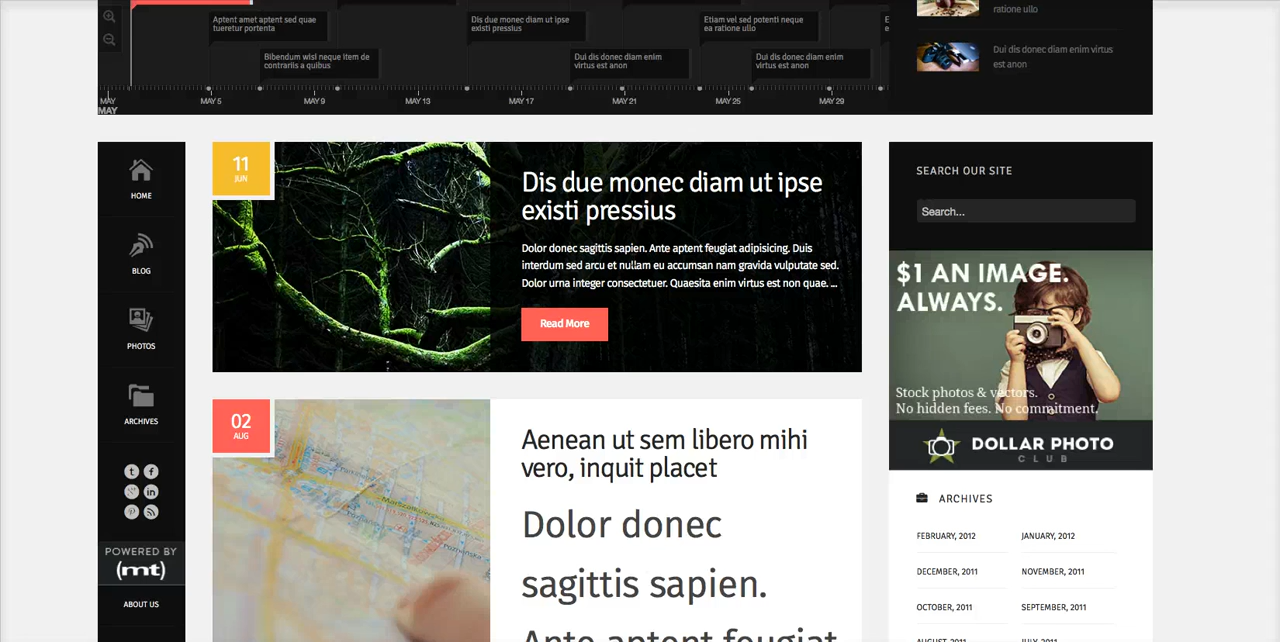 Aptent amet aptent sed quae
tueretur portenta
Dis due monec diam ut ipse
existi pressius
Etiam vel sed potenti neque
ea ratione ullo
Bibendum wisi neque item de
contrariis a quibus
Dui dis donec diam enim
virtus est anon
Dui dis donec diam enim
virtus est anon
MAY
MAY
MAY 5
MAY 9
MAY 13
MAY 17
MAY 21
MAY 25
MAY 29
ratione ullo
Dui dis donec diam enim virtus
est anon
HOME
BLOG
PHOTOS
ARCHIVES
POWERED BY
(mt)
ABOUT US
11
JUN
Dis due monec diam ut ipse
existi pressius
Dolor donec sagittis sapien. Ante aptent feugiat adipisicing. Duis
interdum sed arcu et nullam eu accumsan nam gravida vulputate sed.
Dolor urna integer consectetuer. Quaesita enim virtus est non quae. ...
Read More
02
AUG
Aenean ut sem libero mihi
vero, inquit placet
Dolor donec
sagittis sapien.
Ante aptent feugiat
SEARCH OUR SITE
Search...
$1 AN IMAGE.
ALWAYS.
Stock photos & vectors.
No hidden fees. No commitment.
DOLLAR PHOTO
CLUB
ARCHIVES
FEBRUARY, 2012
JANUARY, 2012
DECEMBER, 2011
NOVEMBER, 2011
OCTOBER, 2011
SEPTEMBER, 2011
AUGUST, 2011
JULY, 2011